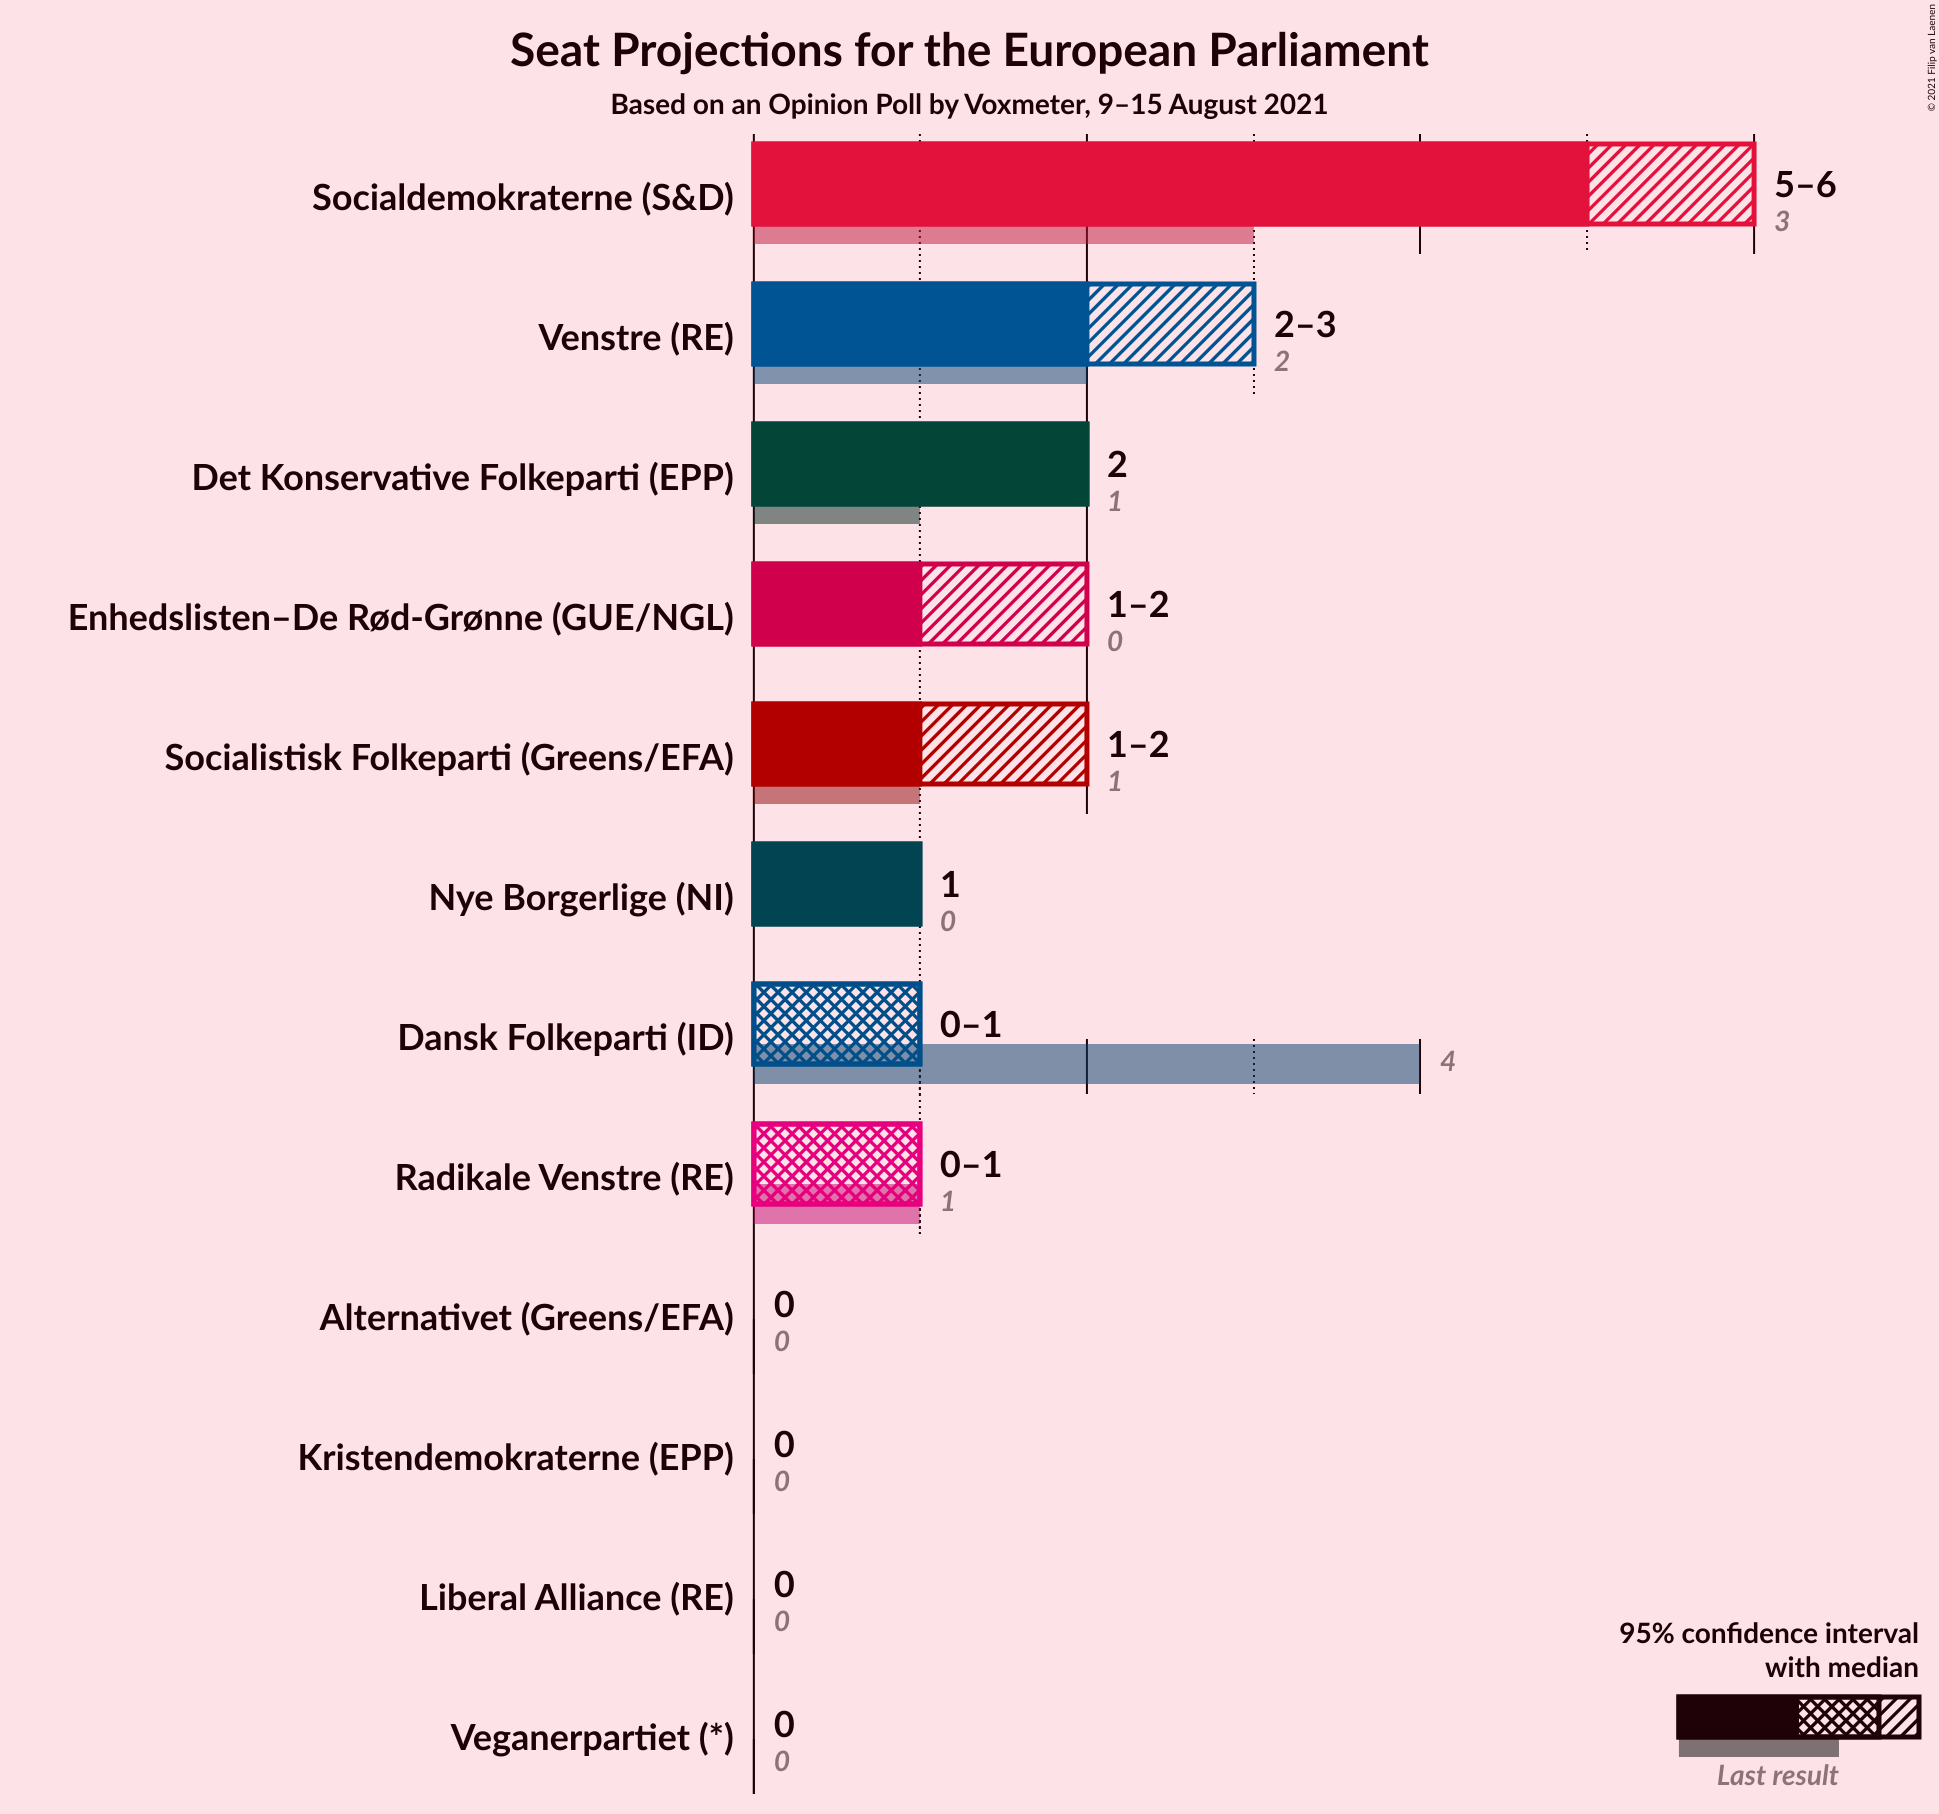 Seat Projections for the European Parliament
Based on an Opinion Poll by Voxmeter, 9–15 August 2021
© 2021 Filip van Laenen
Socialdemokraterne (S&D)
5–6
3
Venstre (RE)
2–3
2
Det Konservative Folkeparti (EPP)
2
1
Enhedslisten–De Rød-Grønne (GUE/NGL)
1–2
0
Socialistisk Folkeparti (Greens/EFA)
1–2
1
Nye Borgerlige (NI)
1
0
Dansk Folkeparti (ID)
0–1
4
Radikale Venstre (RE)
0–1
1
Alternativet (Greens/EFA)
0
0
Kristendemokraterne (EPP)
0
0
Liberal Alliance (RE)
0
0
Veganerpartiet (*)
0
0
95% confidence interval
with median
Last result